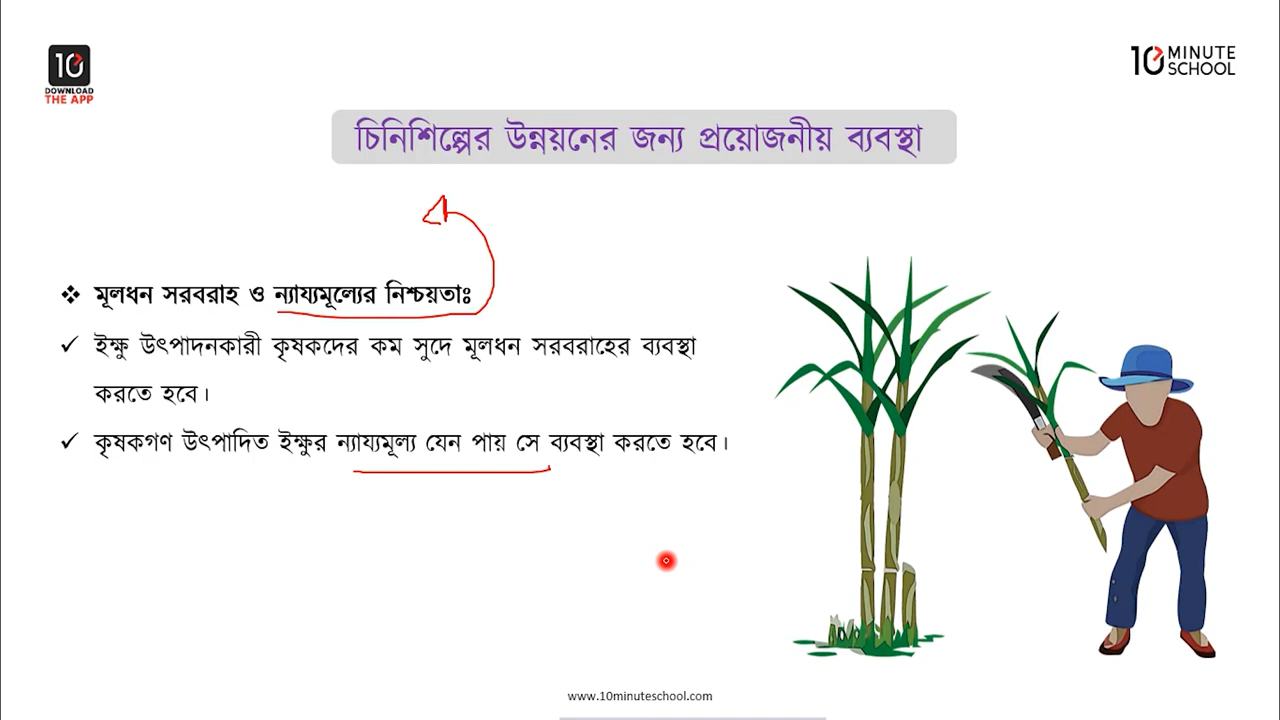 10
DOWNLOAD
THE APP
10 MINUTE
SCHOOL
চিনিশিল্পের উন্নয়নের জন্য প্রয়োজনীয় ব্যবস্থা
❖ মূলধন সরবরাহ ও ন্যায্যমূল্যের নিশ্চয়তাঃ
✓ ইক্ষু উৎপাদনকারী কৃষকদের কম সুদে মূলধন সরবরাহের ব্যবস্থা
করতে হবে।
✓ কৃষকগণ উৎপাদিত ইক্ষুর ন্যায্যমূল্য যেন পায় সে ব্যবস্থা করতে হবে।
www.10minuteschool.com